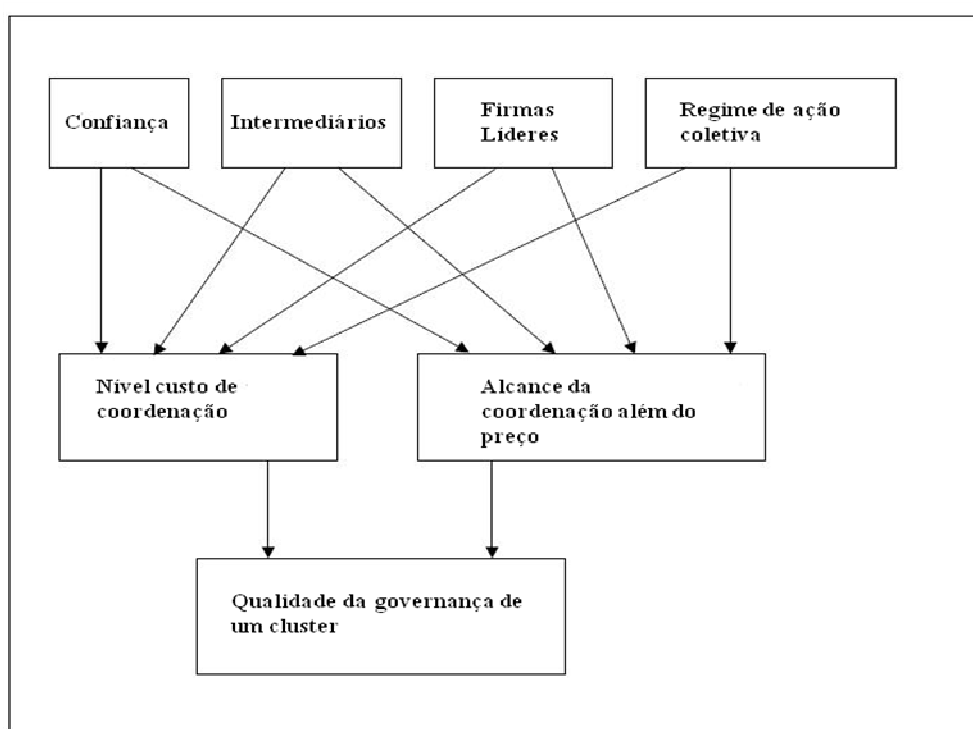 Confiança
Intermediários
Firmas
Líderes
Regime de ação
coletiva
Nível custo de
coordenação
Alcance da
coordenação além do
preço
Qualidade da governança de
um cluster